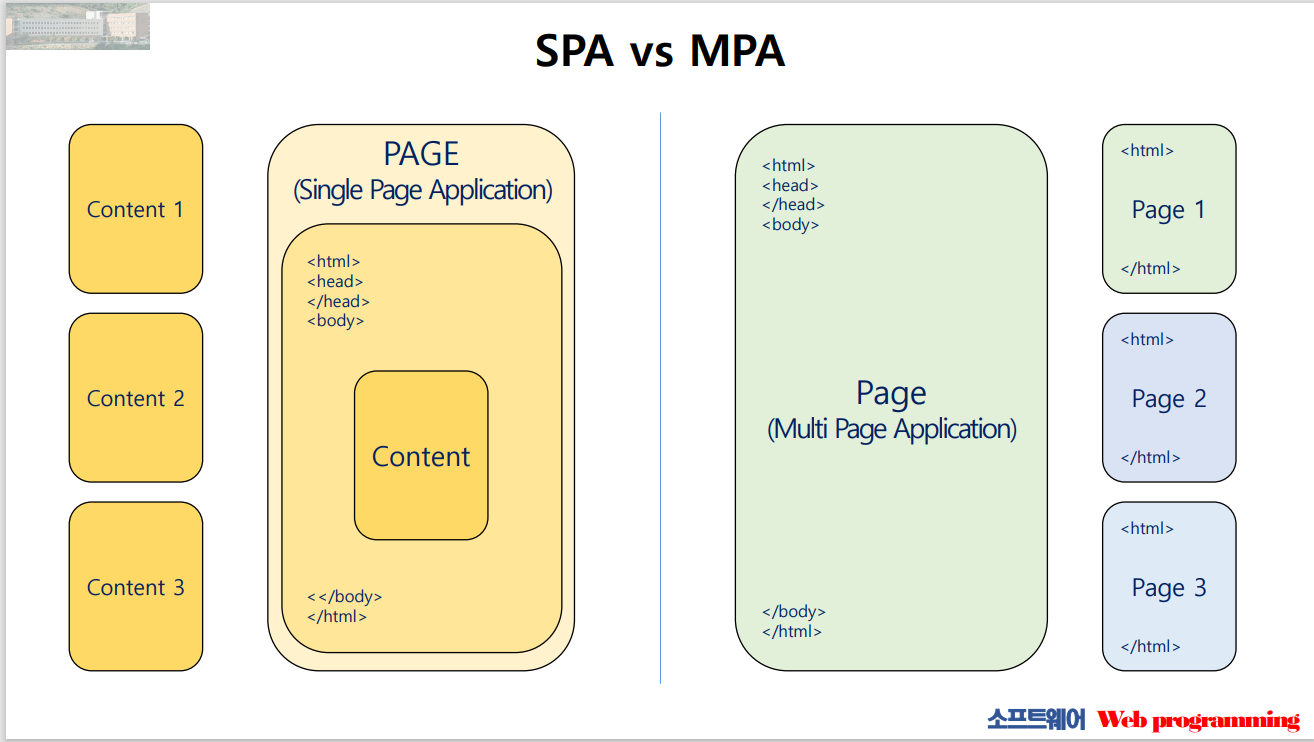 SPA vs MPA
Content 1
Content 2
Content 3
PAGE
(Single Page Application)
<html>
<head>
</head>
<body>
Content
<</body>
</html>
<html>
<head>
</head>
<body>
Page
(Multi Page Application)
</body>
</html>
<html>
Page 1
</html>
<html>
Page 2
</html>
<html>
Page 3
</html>
소프트웨어 Web programming